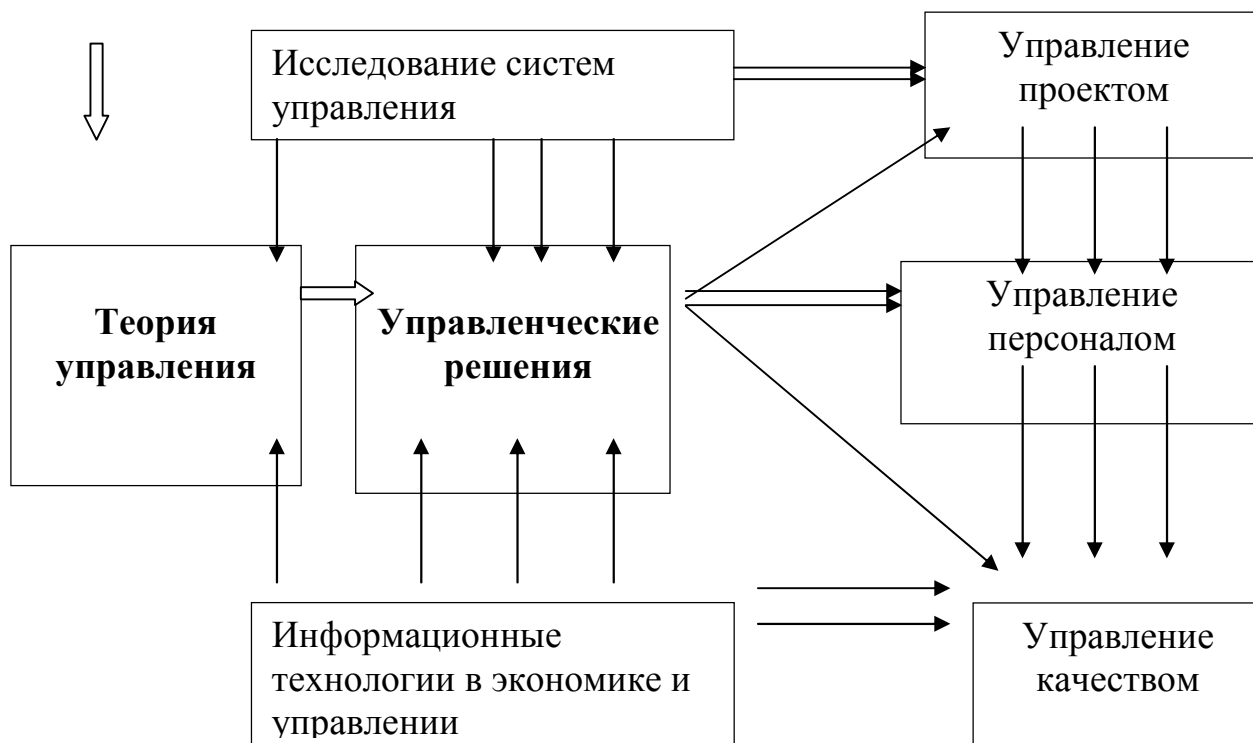 Исследование систем
управления
Управление
проектом
Теория
управления
Управленческие
решения
Управление
персоналом
Информационные
технологии в экономике и
управлении
Управление
качеством